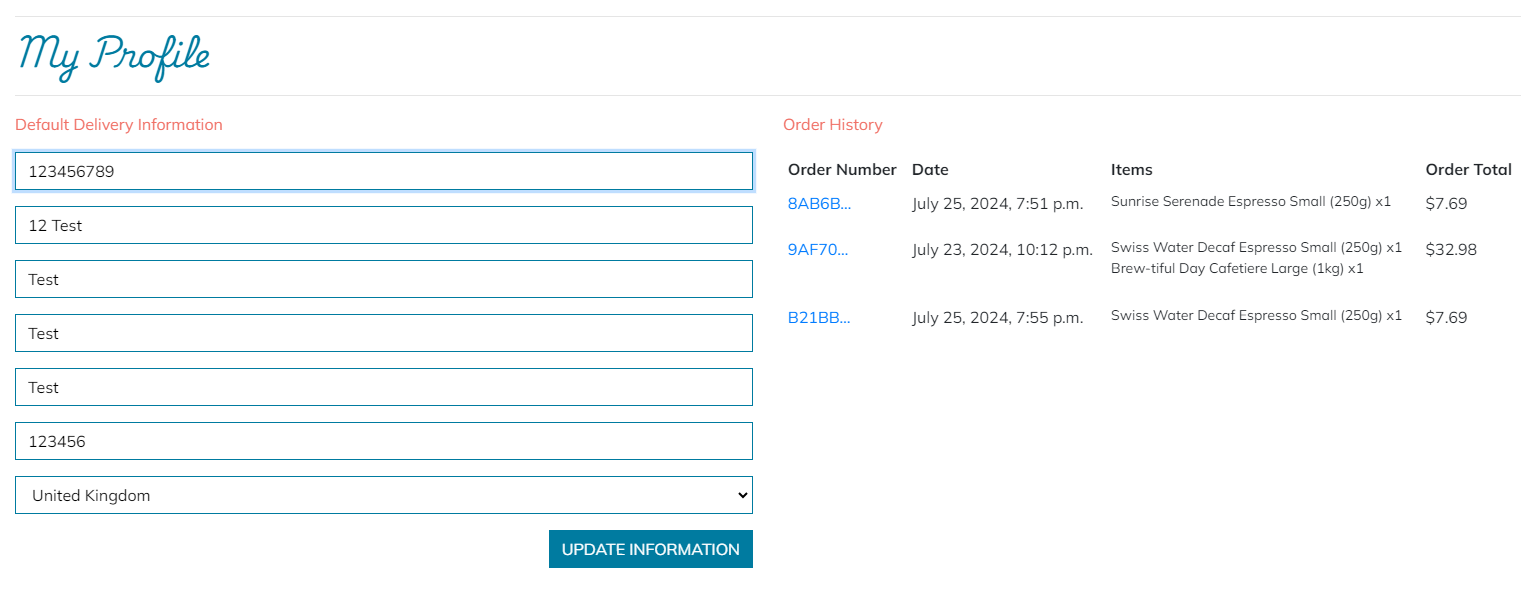 My Profile
Default Delivery Information
123456789
12 Test
Test
Test
Test
123456
United Kingdom
UPDATE INFORMATION
Order History
Order Number Date Items Order Total
8AB6B... July 25, 2024, 7:51 p.m. Sunrise Serenade Espresso Small (250g) x1 $7.69
9AF70... July 23, 2024, 10:12 p.m. Swiss Water Decaf Espresso Small (250g) x1 $32.98
Brew-tiful Day Cafetiere Large (1kg) x1
B21BB... July 25, 2024, 7:55 p.m. Swiss Water Decaf Espresso Small (250g) x1 $7.69